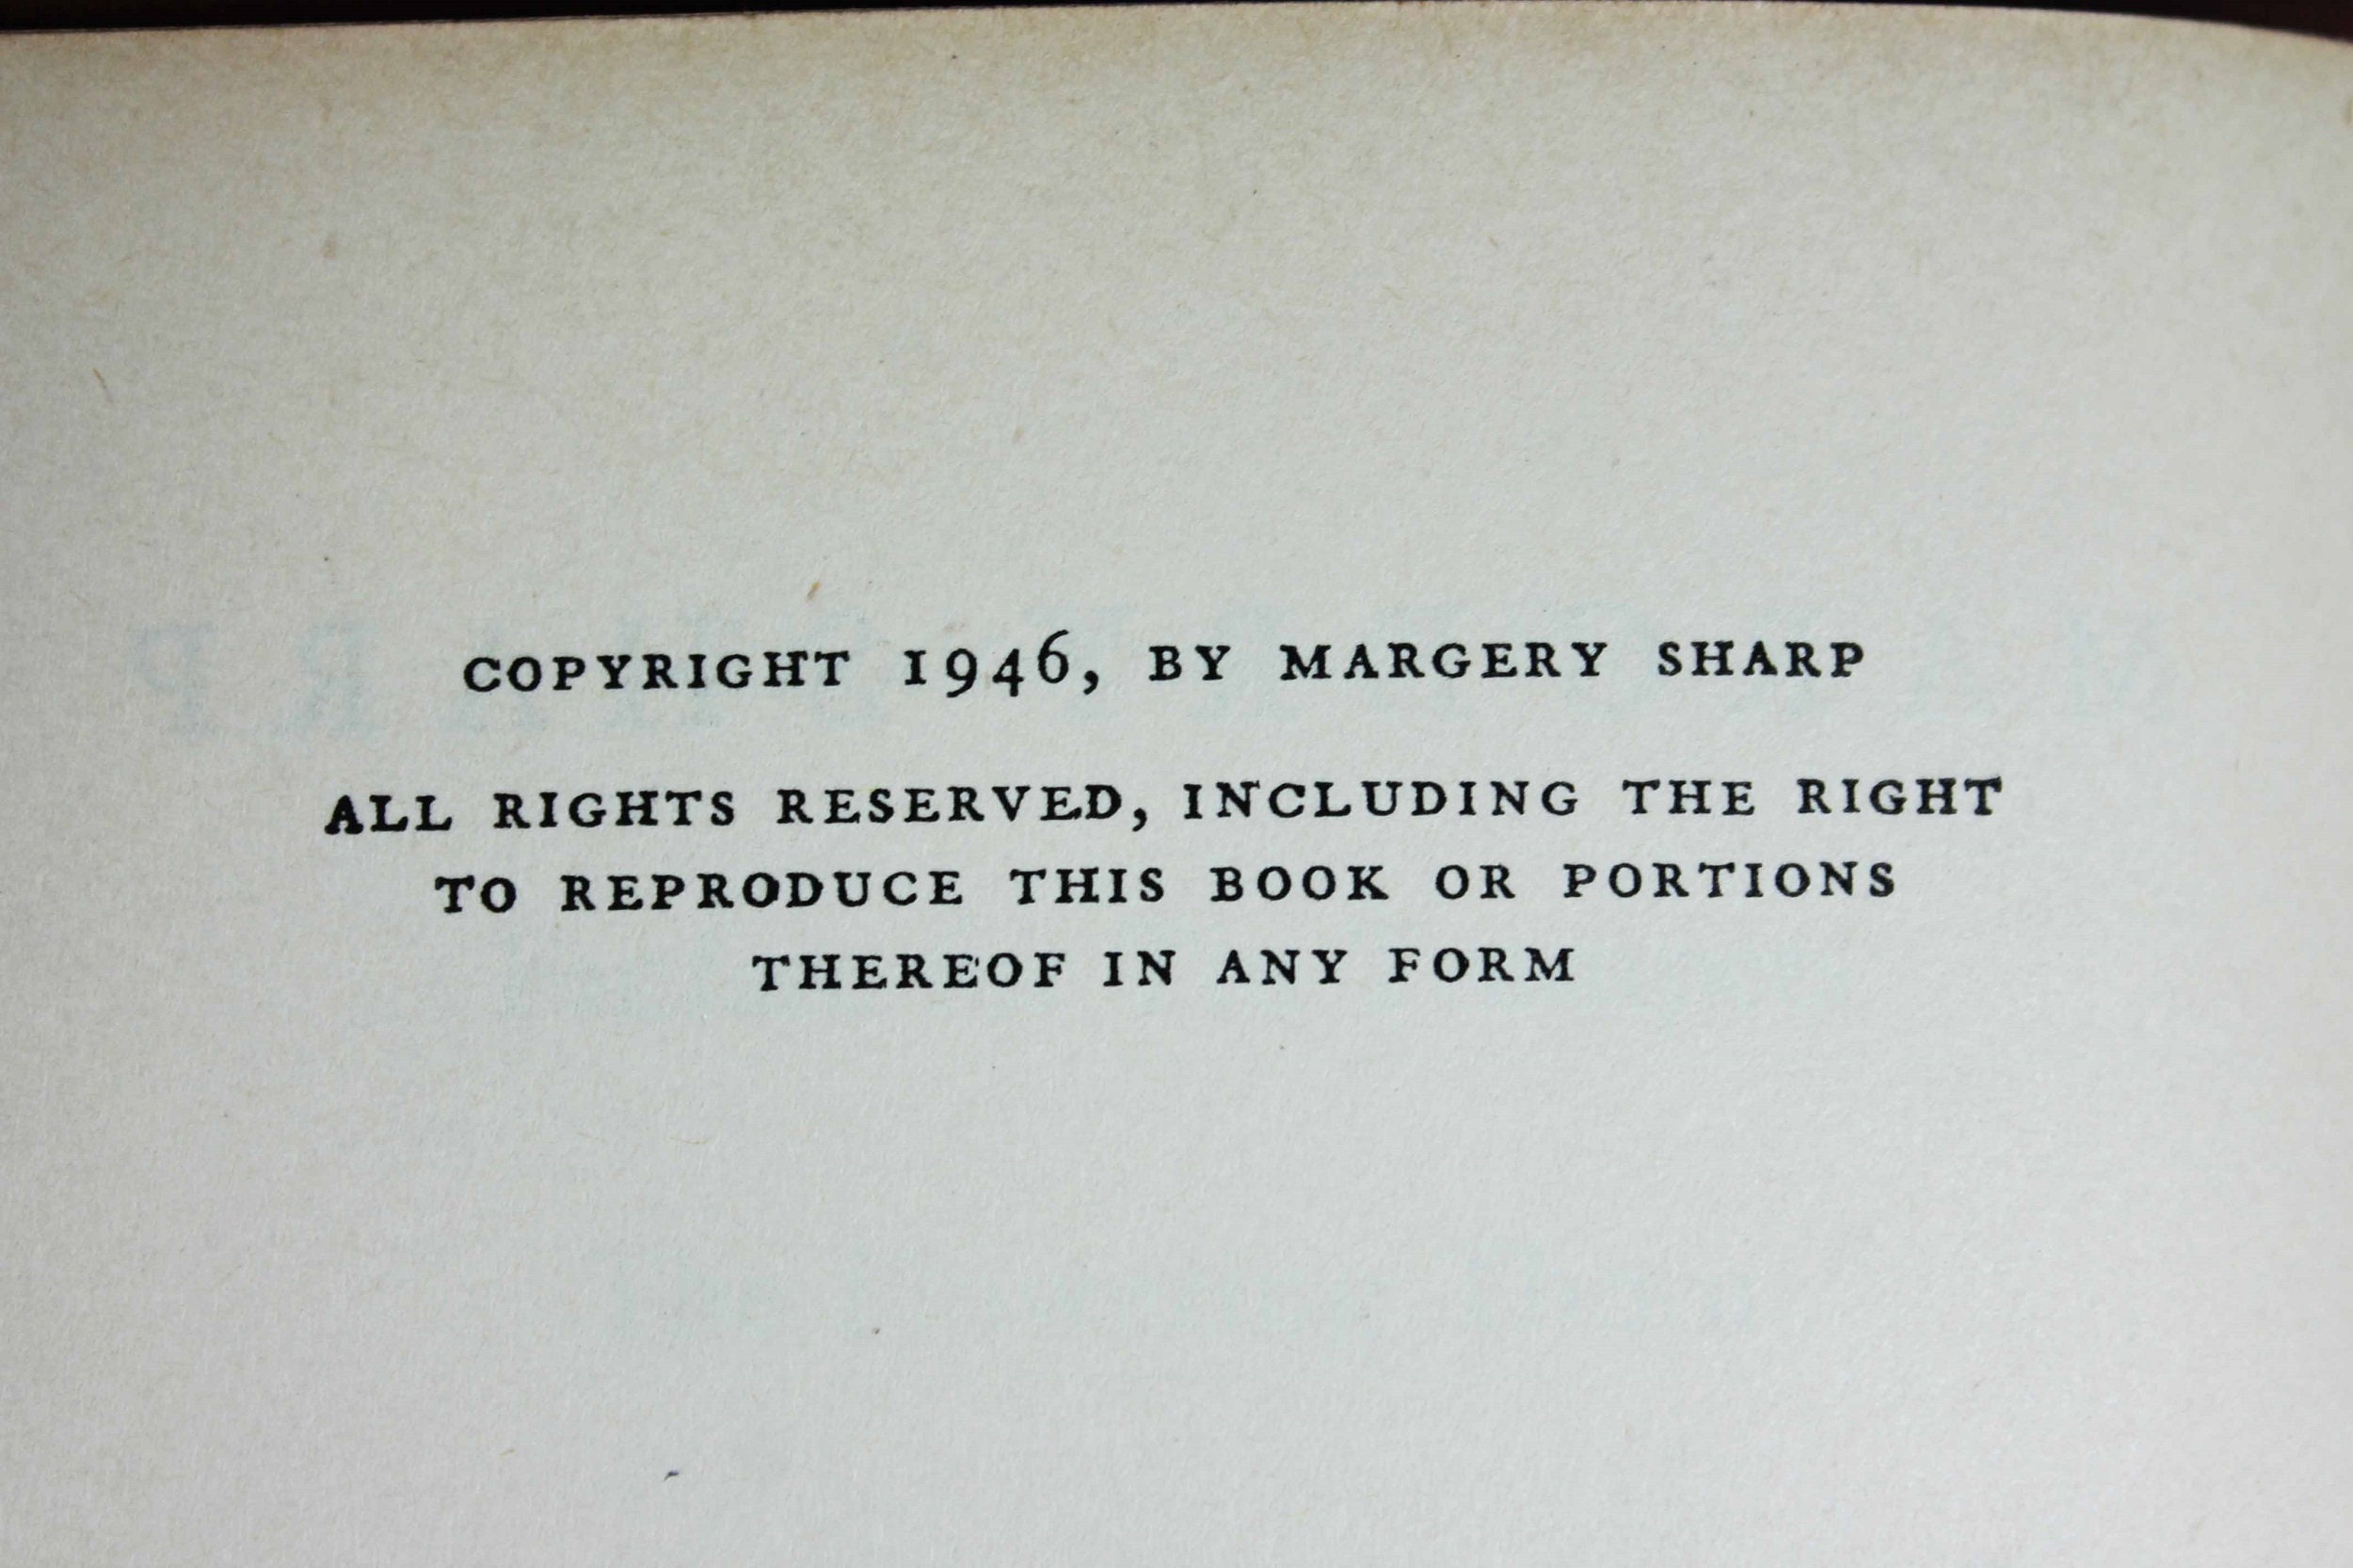 COPYRIGHT 1946, BY MARGERY SHARP
ALL RIGHTS RESERVED, INCLUDING THE RIGHT
TO REPRODUCE THIS BOOK OR PORTIONS
THEREOF IN ANY FORM